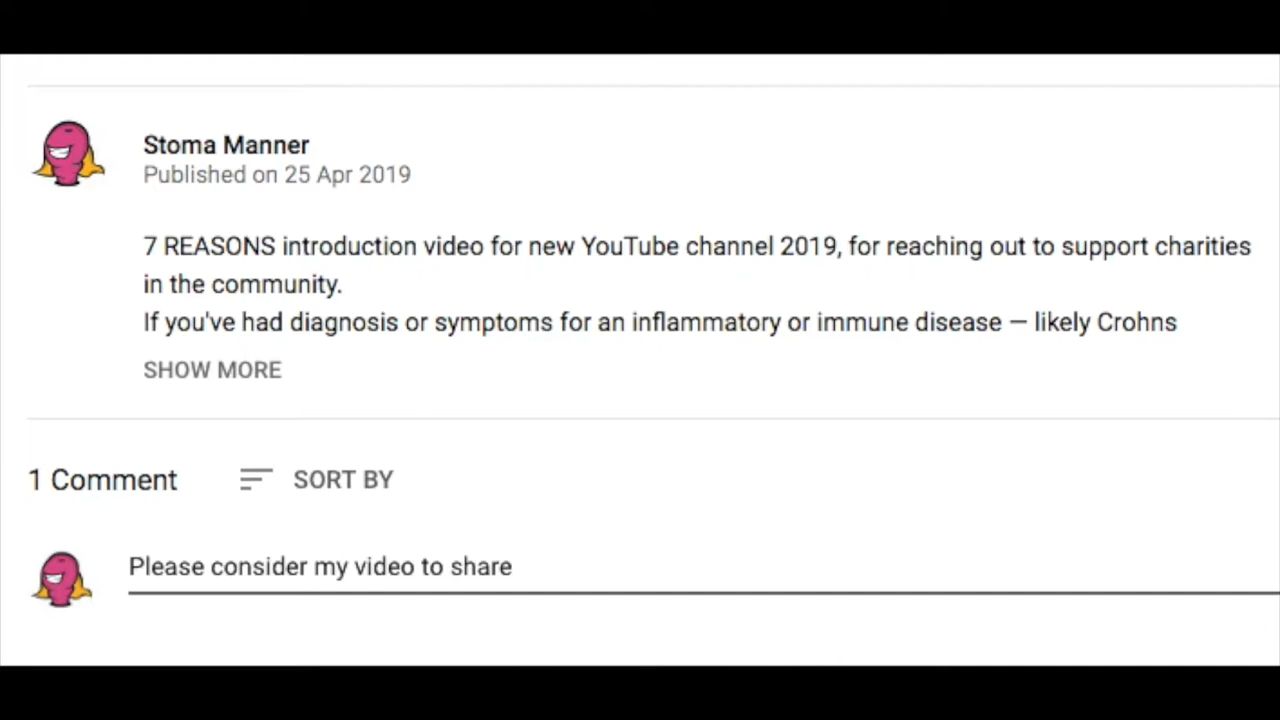 Stoma Manner
Published on 25 Apr 2019
7 REASONS introduction video for new YouTube channel 2019, for reaching out to support charities
in the community.
If you've had diagnosis or symptoms for an inflammatory or immune disease — likely Crohns
SHOW MORE
1 Comment SORT BY
Please consider my video to share